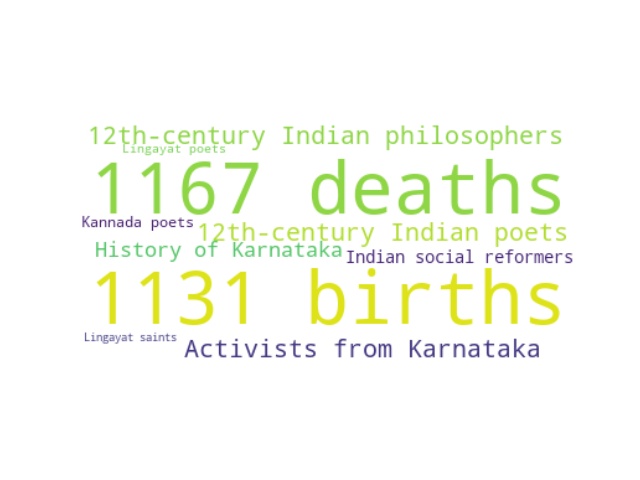 12th-century Indian philosophers
Lingayat poets
1167 deaths
Kannada poets
12th-century Indian poets
History of Karnataka
Indian social reformers
1131 births
Lingayat saints
Activists from Karnataka